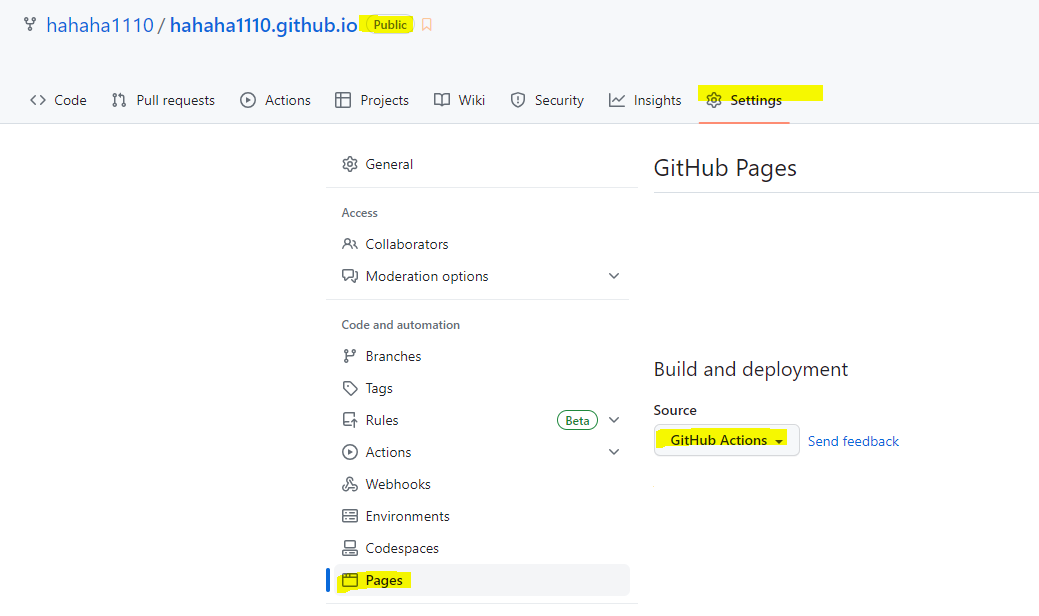 hahaha1110 / hahaha1110.github.io Public
Code Pull requests Actions Projects Wiki Security Insights Settings
General
Access
Collaborators
Moderation options
Code and automation
Branches
Tags
Rules Beta
Actions
Webhooks
Environments
Codespaces
Pages
GitHub Pages
Build and deployment
Source
GitHub Actions Send feedback